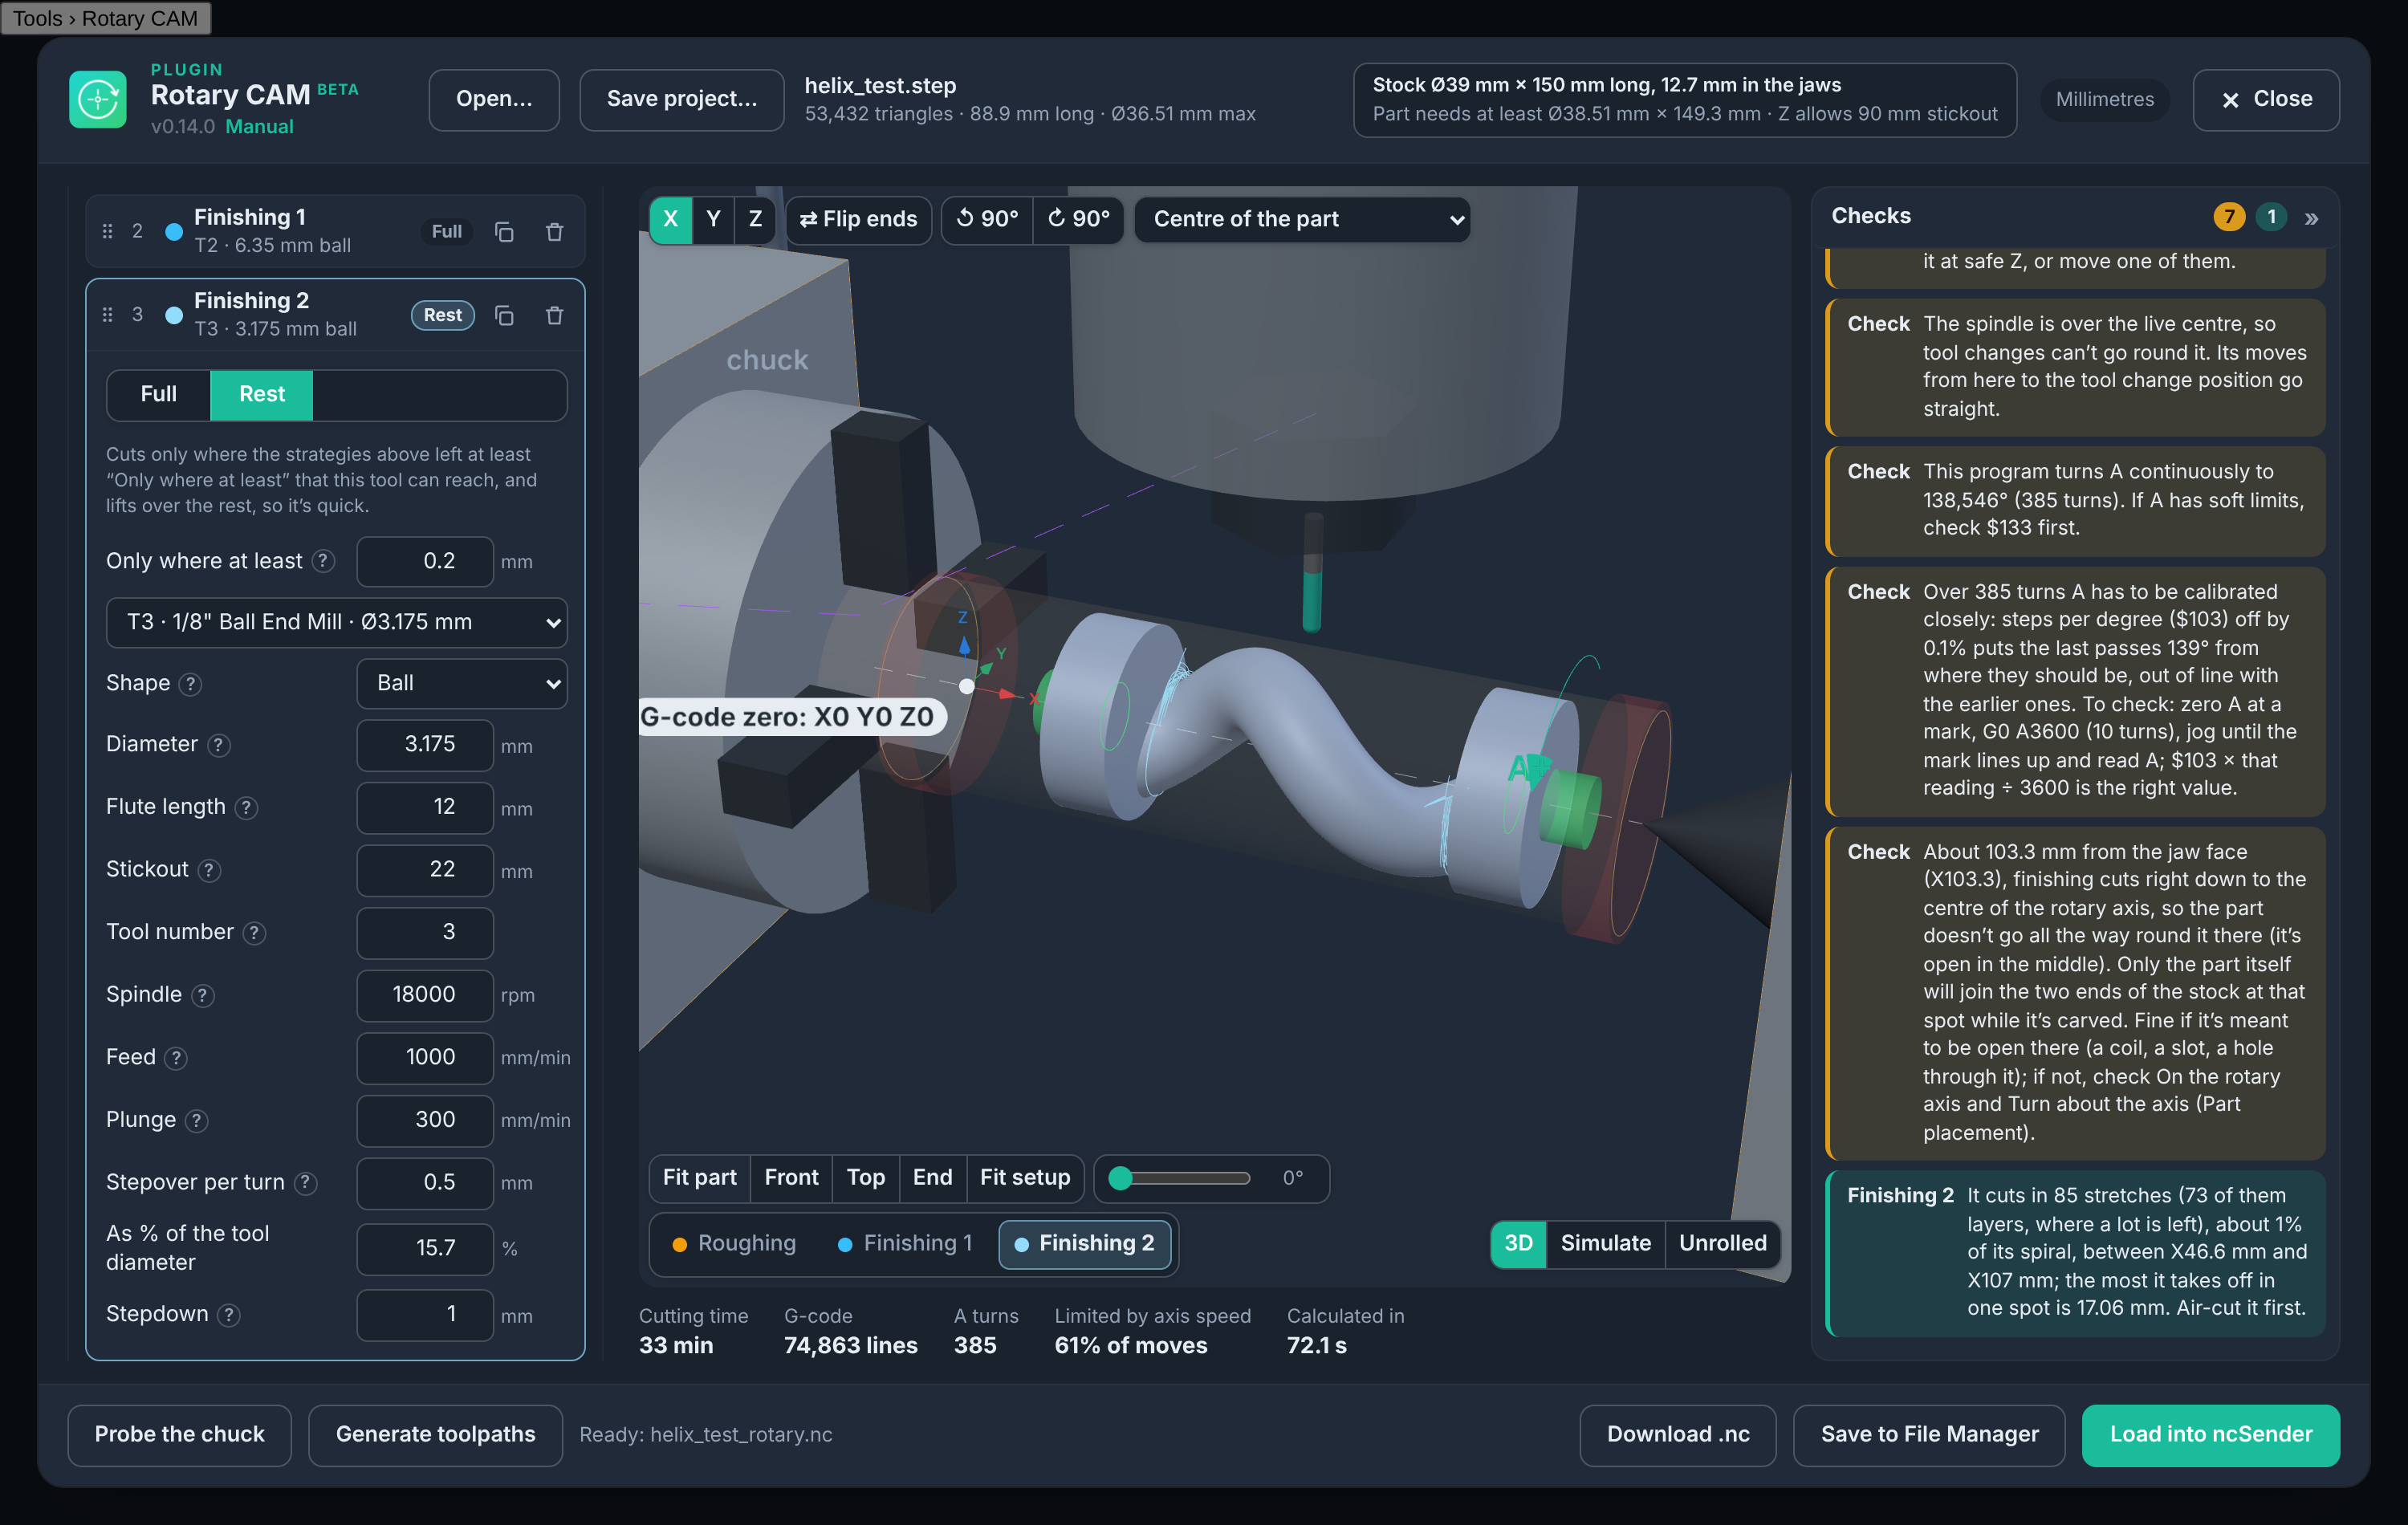 Tools › Rotary CAM
PLUGIN
Rotary CAM BETA
v0.14.0 Manual
Open...
Save project...
helix_test.step
53,432 triangles · 88.9 mm long · Ø36.51 mm max
Stock Ø39 mm × 150 mm long, 12.7 mm in the jaws
Part needs at least Ø38.51 mm × 149.3 mm · Z allows 90 mm stickout
Millimetres
× Close
2
Finishing 1
T2 · 6.35 mm ball
Full
3
Finishing 2
T3 · 3.175 mm ball
Rest
Full
Rest
Cuts only where the strategies above left at least
“Only where at least” that this tool can reach, and
lifts over the rest, so it’s quick.
Only where at least ? 0.2 mm
T3 · 1/8" Ball End Mill · Ø3.175 mm
Shape ? Ball
Diameter ? 3.175 mm
Flute length ? 12 mm
Stickout ? 22 mm
Tool number ? 3
Spindle ? 18000 rpm
Feed ? 1000 mm/min
Plunge ? 300 mm/min
Stepover per turn ? 0.5 mm
As % of the tool
diameter
15.7 %
Stepdown ? 1 mm
X Y Z
⇄ Flip ends
↺ 90°
↻ 90°
Centre of the part
chuck
Z
Y
X
G-code zero: X0 Y0 Z0
A+
Fit part
Front
Top
End
Fit setup
0°
Roughing
Finishing 1
Finishing 2
3D
Simulate
Unrolled
Cutting time
33 min
G-code
74,863 lines
A turns
385
Limited by axis speed
61% of moves
Calculated in
72.1 s
Checks
7
1
»
it at safe Z, or move one of them.
Check The spindle is over the live centre, so
tool changes can’t go round it. Its moves
from here to the tool change position go
straight.
Check This program turns A continuously to
138,546° (385 turns). If A has soft limits,
check $133 first.
Check Over 385 turns A has to be calibrated
closely: steps per degree ($103) off by
0.1% puts the last passes 139° from
where they should be, out of line with
the earlier ones. To check: zero A at a
mark, G0 A3600 (10 turns), jog until the
mark lines up and read A; $103 × that
reading ÷ 3600 is the right value.
Check About 103.3 mm from the jaw face
(X103.3), finishing cuts right down to the
centre of the rotary axis, so the part
doesn’t go all the way round it there (it’s
open in the middle). Only the part itself
will join the two ends of the stock at that
spot while it’s carved. Fine if it’s meant
to be open there (a coil, a slot, a hole
through it); if not, check On the rotary
axis and Turn about the axis (Part
placement).
Finishing 2 It cuts in 85 stretches (73 of them
layers, where a lot is left), about 1%
of its spiral, between X46.6 mm and
X107 mm; the most it takes off in
one spot is 17.06 mm. Air-cut it first.
Probe the chuck
Generate toolpaths
Ready: helix_test_rotary.nc
Download .nc
Save to File Manager
Load into ncSender